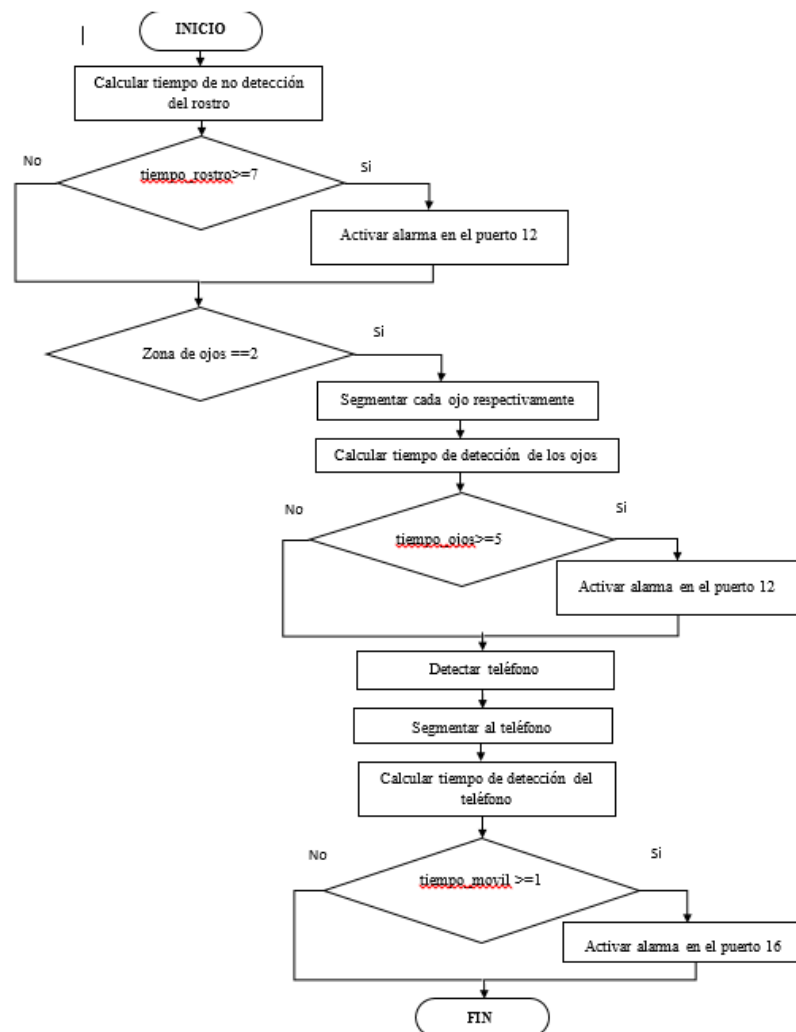 INICIO
Calcular tiempo de no detección
del rostro
No
Si
tiempo_rostro>=7
Activar alarma en el puerto 12
Si
Zona de ojos ==2
Segmentar cada ojo respectivamente
Calcular tiempo de detección de los ojos
No
Si
tiempo_ojos>=5
Activar alarma en el puerto 12
Detectar teléfono
Segmentar al teléfono
Calcular tiempo de detección del
teléfono
No
Si
tiempo_movil >=1
Activar alarma en el puerto 16
FIN